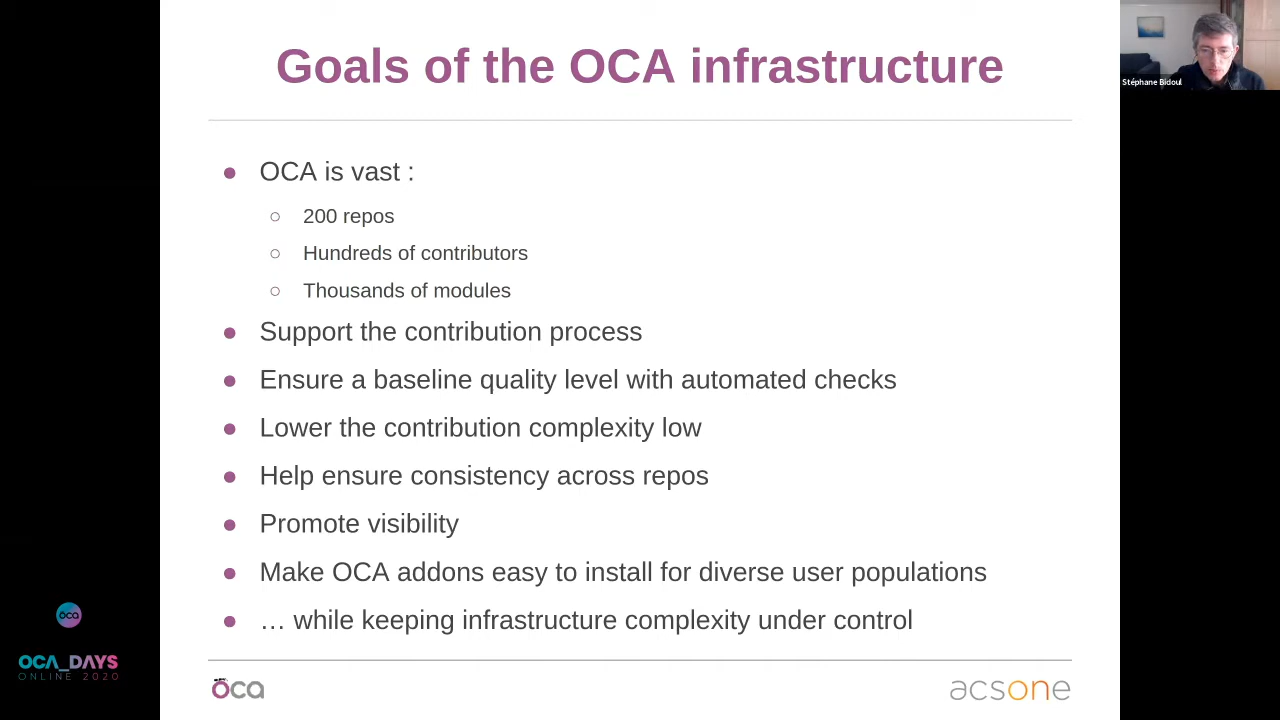 Goals of the OCA infrastructure
Stéphane Bidoul
● OCA is vast :
○ 200 repos
○ Hundreds of contributors
○ Thousands of modules
● Support the contribution process
● Ensure a baseline quality level with automated checks
● Lower the contribution complexity low
● Help ensure consistency across repos
● Promote visibility
● Make OCA addons easy to install for diverse user populations
● … while keeping infrastructure complexity under control
oca
OCA_DAYS
ONLINE 2020
oca
acsone